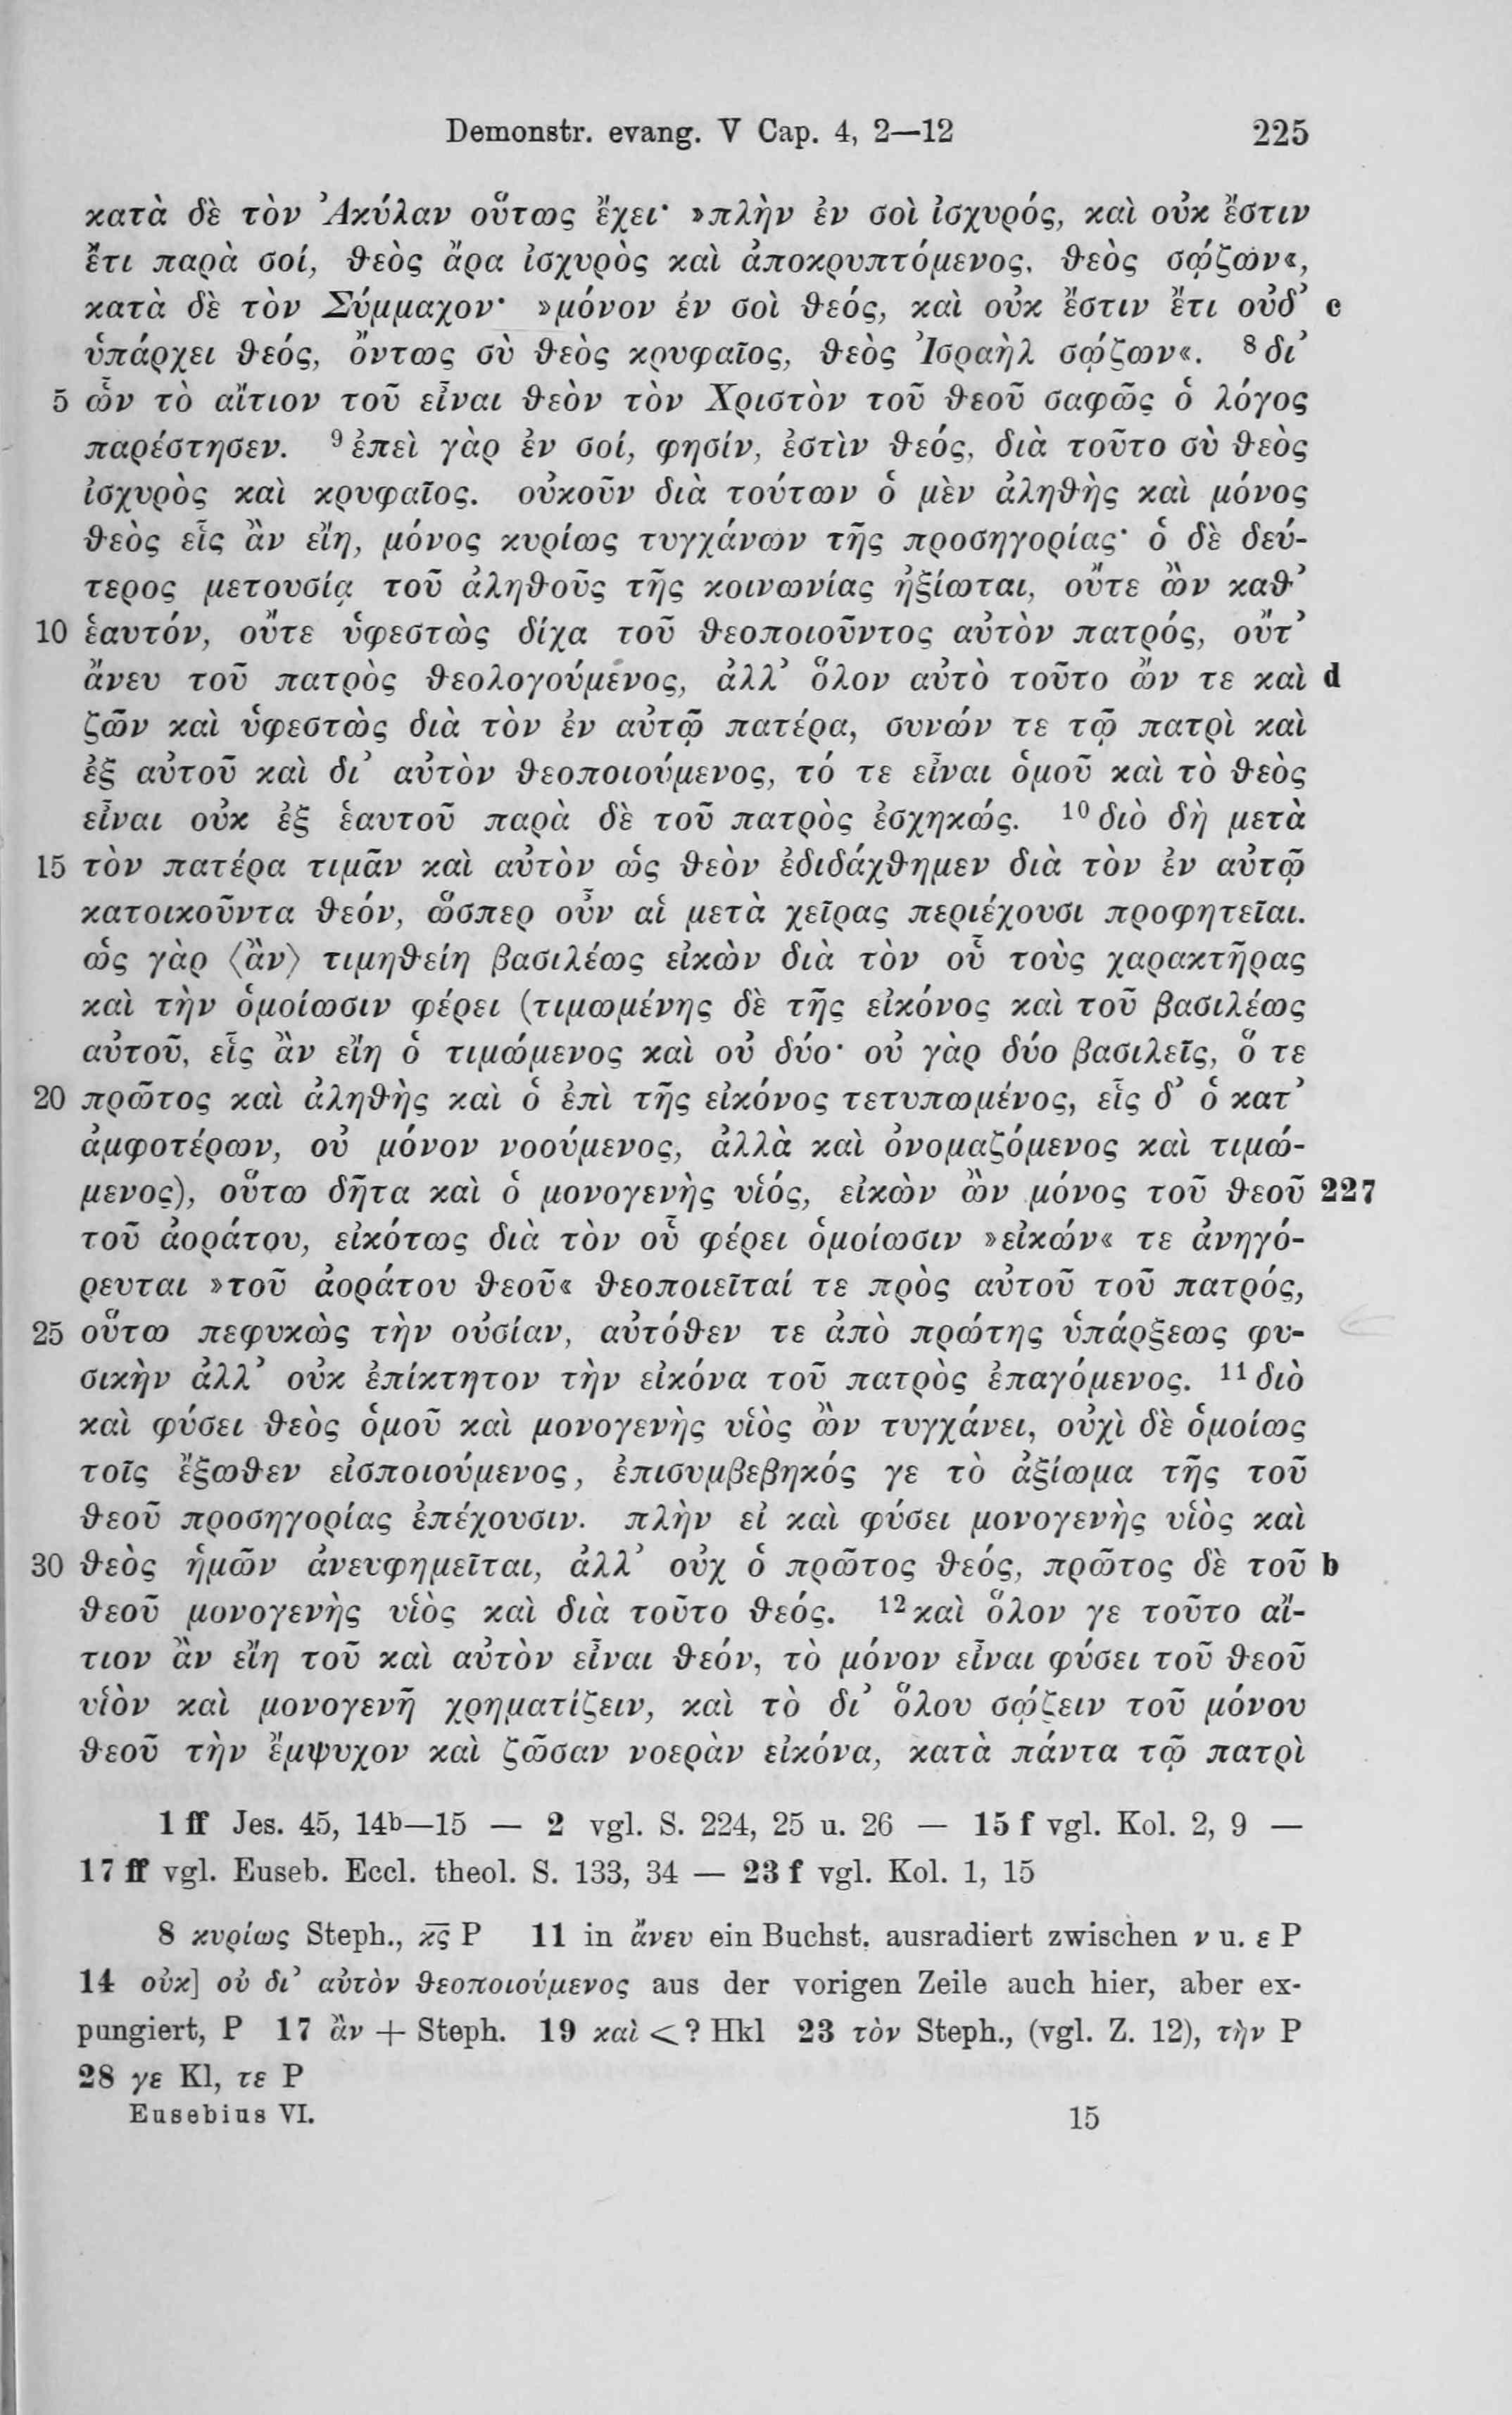 Demonstr. evang. V Cap. 4, 2—12 225
κατὰ δὲ τὸν Ἀκύλαν οὕτως ἔχει· »πλὴν ἐν σοὶ ἰσχυρός, καὶ οὐκ ἔστιν
ἔτι παρὰ σοί, θεὸς ἄρα ἰσχυρὸς καὶ ἀποκρυπτόμενος, θεὸς σῴζων«,
κατὰ δὲ τὸν Σύμμαχον· »μόνον ἐν σοὶ θεός, καὶ οὐκ ἔστιν ἔτι οὐδ’ c
ὑπάρχει θεός, ὄντως σὺ θεὸς κρυφαῖος, θεὸς Ἰσραὴλ σῴζων«. ⁸ δι’
5 ὧν τὸ αἴτιον τοῦ εἶναι θεὸν τὸν Χριστὸν τοῦ θεοῦ σαφῶς ὁ λόγος
παρέστησεν. ⁹ ἐπεὶ γὰρ ἐν σοί, φησίν, ἐστὶν θεός, διὰ τοῦτο σὺ θεὸς
ἰσχυρὸς καὶ κρυφαῖος. οὐκοῦν διὰ τούτων ὁ μὲν ἀληθὴς καὶ μόνος
θεὸς εἷς ἂν εἴη, μόνος κυρίως τυγχάνων τῆς προσηγορίας· ὁ δὲ δεύ-
τερος μετουσίᾳ τοῦ ἀληθοῦς τῆς κοινωνίας ἠξίωται, οὔτε ὢν καθ’
10 ἑαυτόν, οὔτε ὑφεστὼς δίχα τοῦ θεοποιοῦντος αὐτὸν πατρός, οὔτ’
ἄνευ τοῦ πατρὸς θεολογούμενος, ἀλλ’ ὅλον αὐτὸ τοῦτο ὤν τε καὶ d
ζῶν καὶ ὑφεστὼς διὰ τὸν ἐν αὐτῷ πατέρα, συνών τε τῷ πατρὶ καὶ
ἐξ αὐτοῦ καὶ δι’ αὐτὸν θεοποιούμενος, τό τε εἶναι ὁμοῦ καὶ τὸ θεὸς
εἶναι οὐκ ἐξ ἑαυτοῦ παρὰ δὲ τοῦ πατρὸς ἐσχηκώς. ¹⁰ διὸ δὴ μετὰ
15 τὸν πατέρα τιμᾶν καὶ αὐτὸν ὡς θεὸν ἐδιδάχθημεν διὰ τὸν ἐν αὐτῷ
κατοικοῦντα θεόν, ὥσπερ οὖν αἱ μετὰ χεῖρας περιέχουσι προφητεῖαι.
ὡς γὰρ ⟨ἂν⟩ τιμηθείη βασιλέως εἰκὼν διὰ τὸν οὗ τοὺς χαρακτῆρας
καὶ τὴν ὁμοίωσιν φέρει (τιμωμένης δὲ τῆς εἰκόνος καὶ τοῦ βασιλέως
αὐτοῦ, εἷς ἂν εἴη ὁ τιμώμενος καὶ οὐ δύο· οὐ γὰρ δύο βασιλεῖς, ὅ τε
20 πρῶτος καὶ ἀληθὴς καὶ ὁ ἐπὶ τῆς εἰκόνος τετυπωμένος, εἷς δ’ ὁ κατ’
ἀμφοτέρων, οὐ μόνον νοούμενος, ἀλλὰ καὶ ὀνομαζόμενος καὶ τιμώ-
μενος), οὕτω δῆτα καὶ ὁ μονογενὴς υἱός, εἰκὼν ὢν μόνος τοῦ θεοῦ 227
τοῦ ἀοράτου, εἰκότως διὰ τὸν οὗ φέρει ὁμοίωσιν »εἰκών« τε ἀνηγό-
ρευται »τοῦ ἀοράτου θεοῦ« θεοποιεῖταί τε πρὸς αὐτοῦ τοῦ πατρός,
25 οὕτω πεφυκὼς τὴν οὐσίαν, αὐτόθεν τε ἀπὸ πρώτης ὑπάρξεως φυ-
σικὴν ἀλλ’ οὐκ ἐπίκτητον τὴν εἰκόνα τοῦ πατρὸς ἐπαγόμενος. ¹¹ διὸ
καὶ φύσει θεὸς ὁμοῦ καὶ μονογενὴς υἱὸς ὢν τυγχάνει, οὐχὶ δὲ ὁμοίως
τοῖς ἔξωθεν εἰσποιούμενος, ἐπισυμβεβηκός γε τὸ ἀξίωμα τῆς τοῦ
θεοῦ προσηγορίας ἐπέχουσιν. πλὴν εἰ καὶ φύσει μονογενὴς υἱὸς καὶ
30 θεὸς ἡμῶν ἀνευφημεῖται, ἀλλ’ οὐχ ὁ πρῶτος θεός, πρῶτος δὲ τοῦ b
θεοῦ μονογενὴς υἱὸς καὶ διὰ τοῦτο θεός. ¹² καὶ ὅλον γε τοῦτο αἴ-
τιον ἂν εἴη τοῦ καὶ αὐτὸν εἶναι θεόν, τὸ μόνον εἶναι φύσει τοῦ θεοῦ
υἱὸν καὶ μονογενῆ χρηματίζειν, καὶ τὸ δι’ ὅλου σῴζειν τοῦ μόνου
θεοῦ τὴν ἔμψυχον καὶ ζῶσαν νοερὰν εἰκόνα, κατὰ πάντα τῷ πατρὶ
1 ff Jes. 45, 14b—15 — 2 vgl. S. 224, 25 u. 26 — 15 f vgl. Kol. 2, 9 —
17 ff vgl. Euseb. Eccl. theol. S. 133, 34 — 23 f vgl. Kol. 1, 15
8 κυρίως Steph., κ̅ς̅ P 11 in ἄνευ ein Buchst. ausradiert zwischen ν u. ε P
14 οὐκ] οὐ δι’ αὐτὸν θεοποιούμενος aus der vorigen Zeile auch hier, aber ex-
pungiert, P 17 ἂν + Steph. 19 καὶ <? Hkl 23 τὸν Steph., (vgl. Z. 12), τὴν P
28 γε Kl, τε P
Eusebius VI. 15